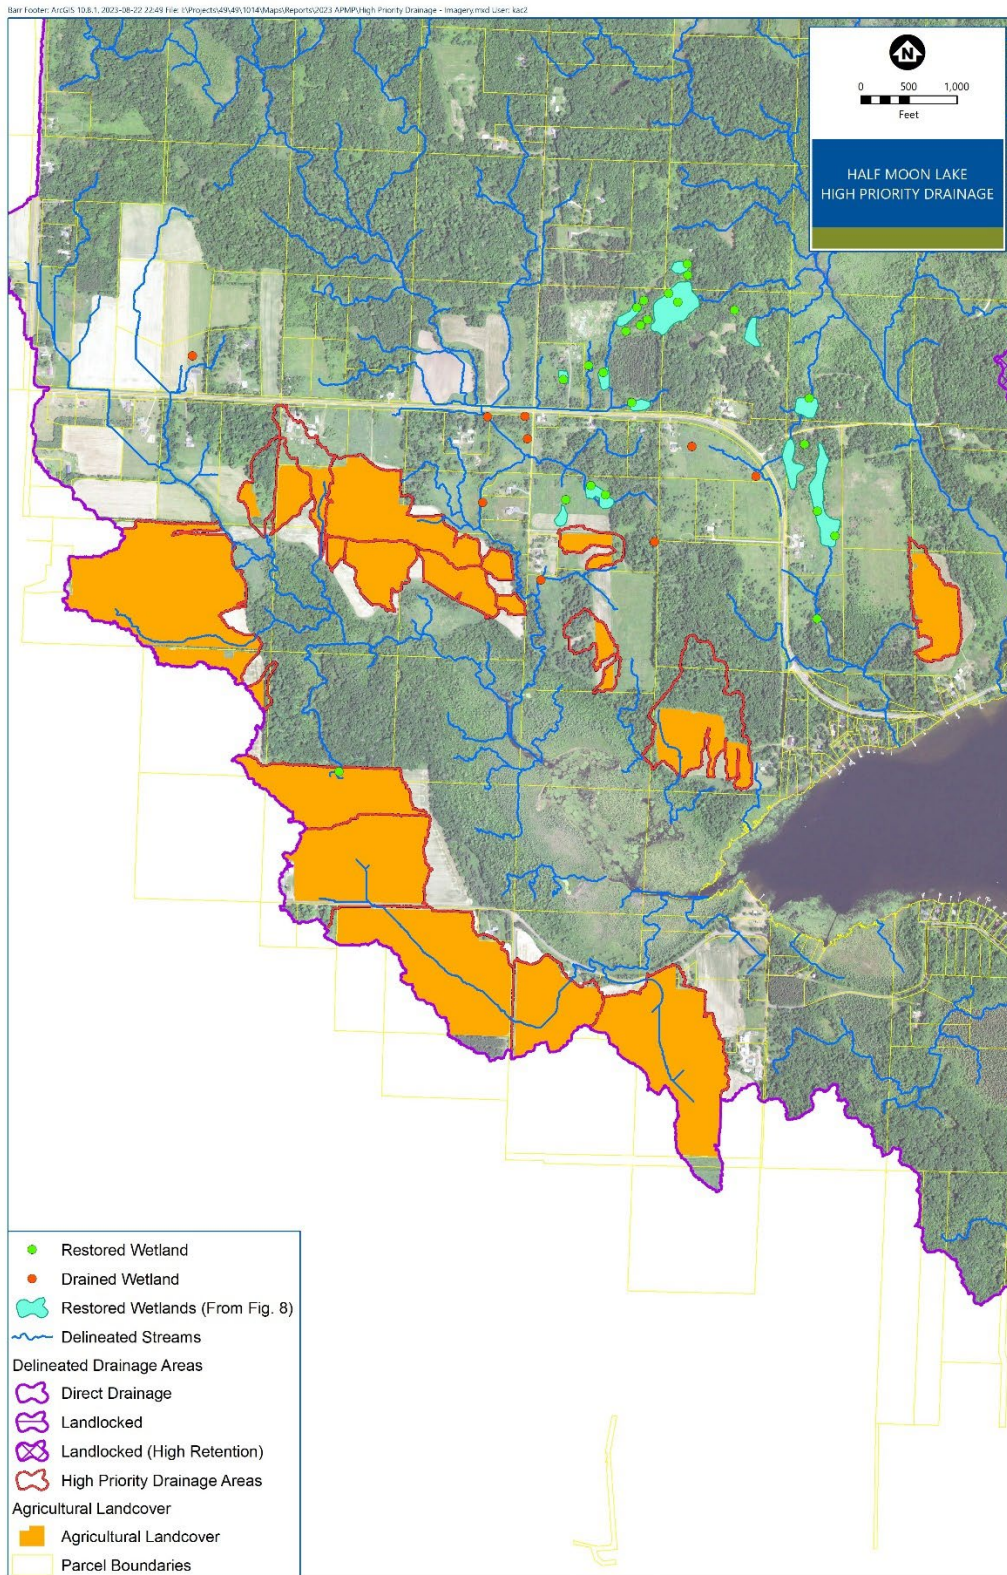 Barr Footer: ArcGIS 10.8.1, 2023-08-22 22:49 File: I:\Projects\49\49\1014\Maps\Reports\2023 APMP\High Priority Drainage - Imagery.mxd User: kac2
N
0 500 1,000
Feet
HALF MOON LAKE
HIGH PRIORITY DRAINAGE
Restored Wetland
Drained Wetland
Restored Wetlands (From Fig. 8)
Delineated Streams
Delineated Drainage Areas
Direct Drainage
Landlocked
Landlocked (High Retention)
High Priority Drainage Areas
Agricultural Landcover
Agricultural Landcover
Parcel Boundaries